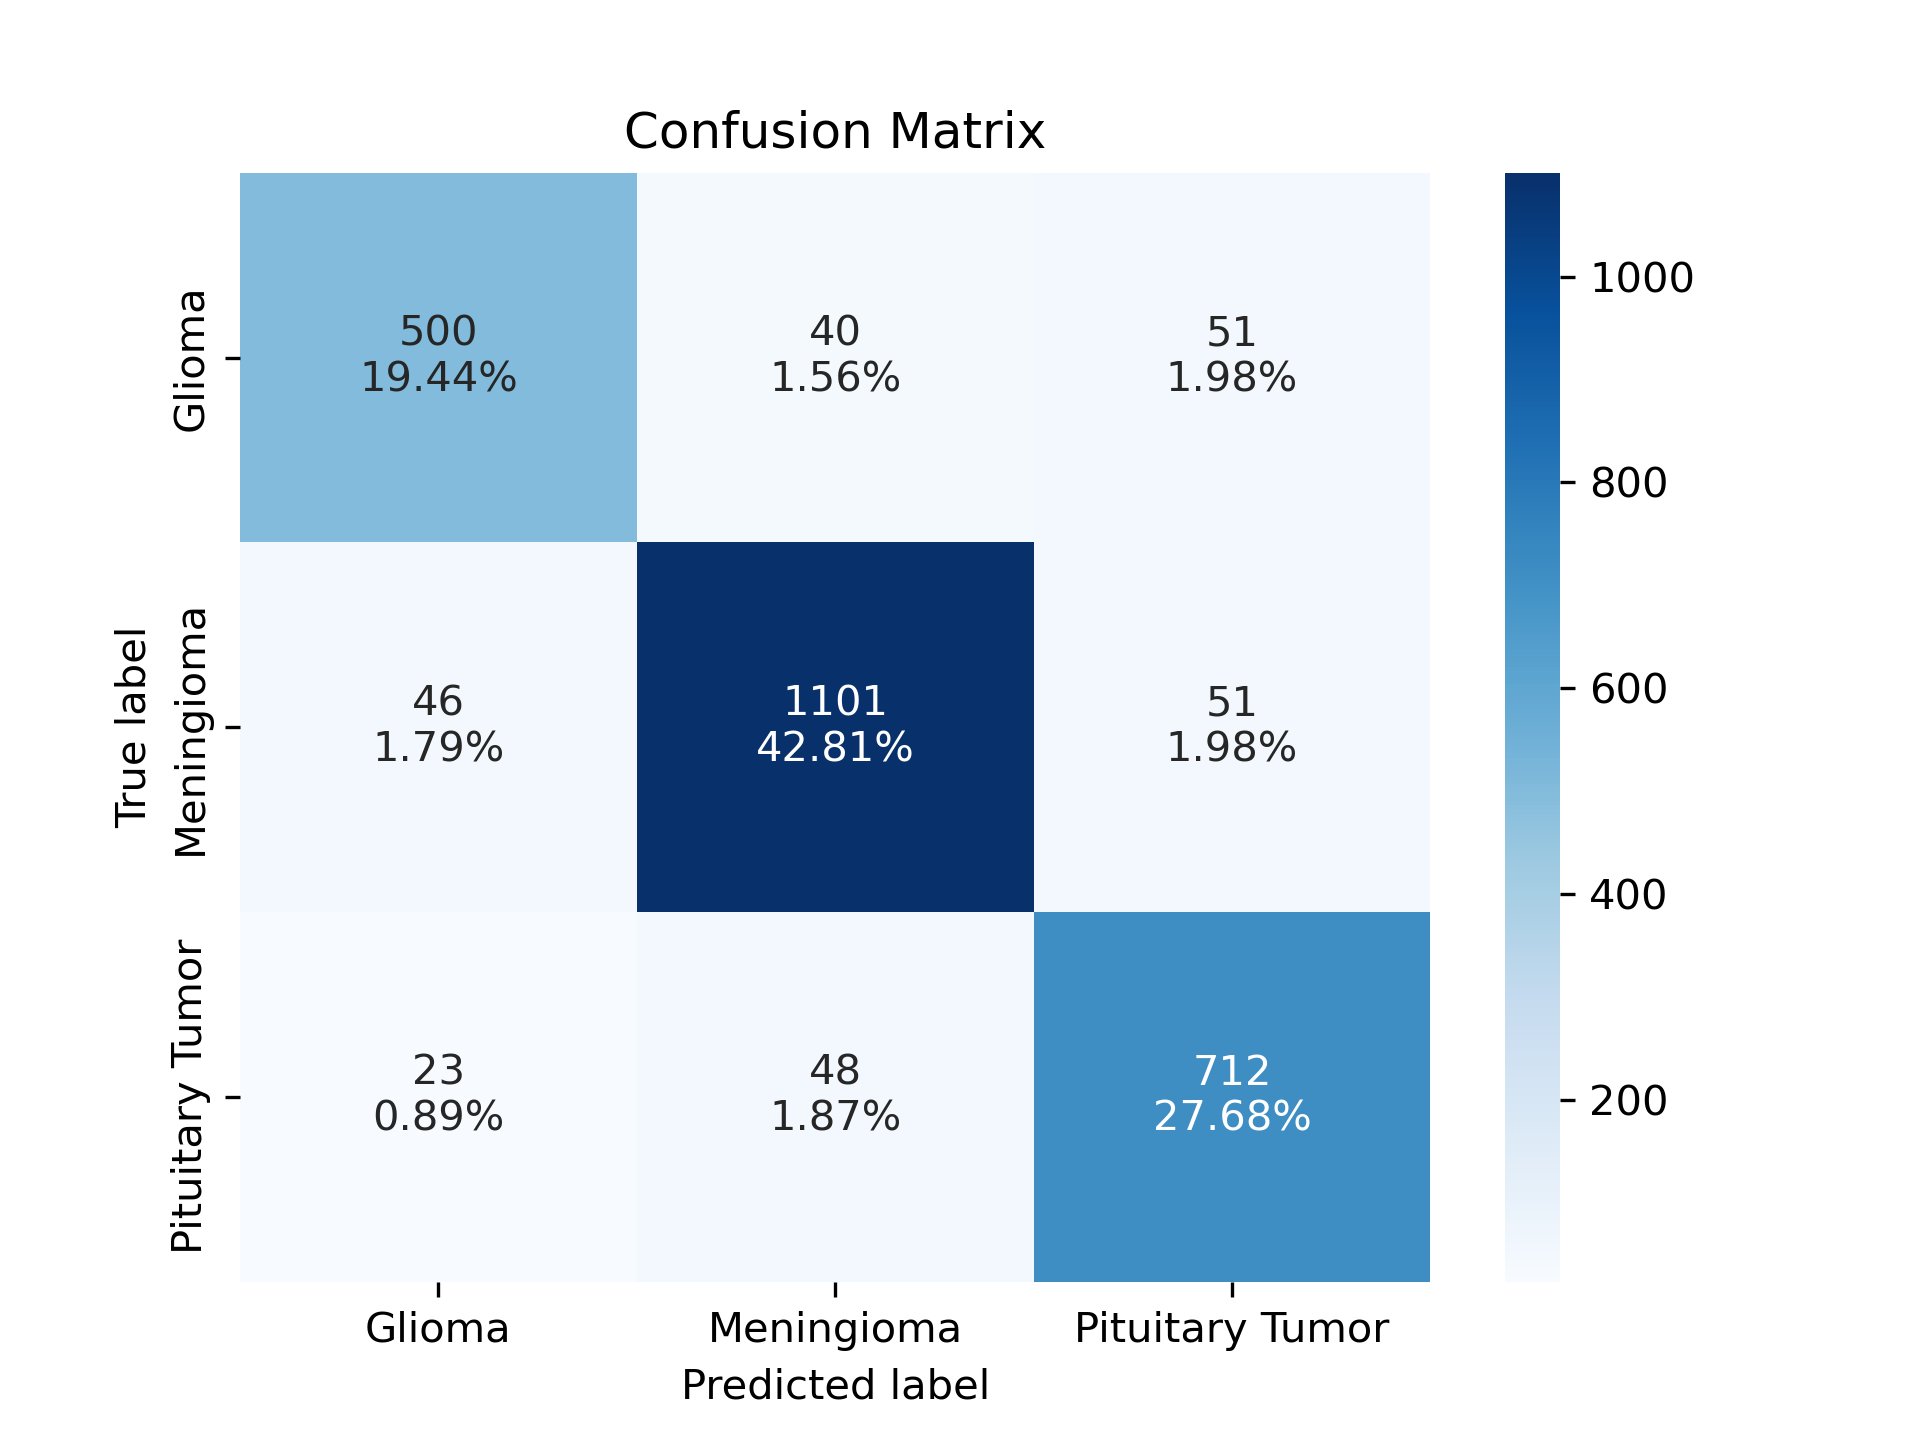 Confusion Matrix
True label
Glioma
500
19.44%
40
1.56%
51
1.98%
Meningioma
46
1.79%
1101
42.81%
51
1.98%
Pituitary Tumor
23
0.89%
48
1.87%
712
27.68%
Glioma
Meningioma
Pituitary Tumor
Predicted label
1000
800
600
400
200